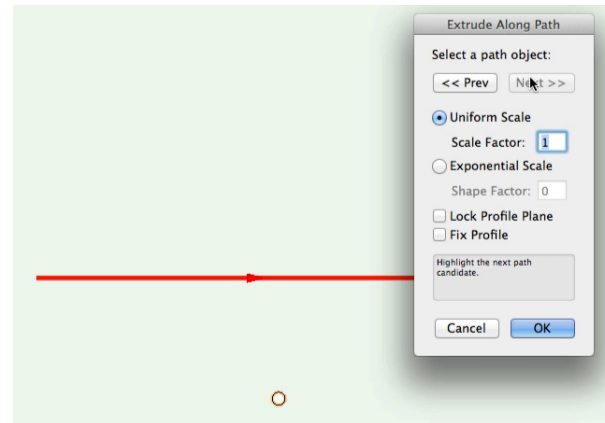 Extrude Along Path
Select a path object:
<< Prev
Next >>
Uniform Scale
Scale Factor: 1
Exponential Scale
Shape Factor: 0
Lock Profile Plane
Fix Profile
Highlight the next path
candidate.
Cancel
OK